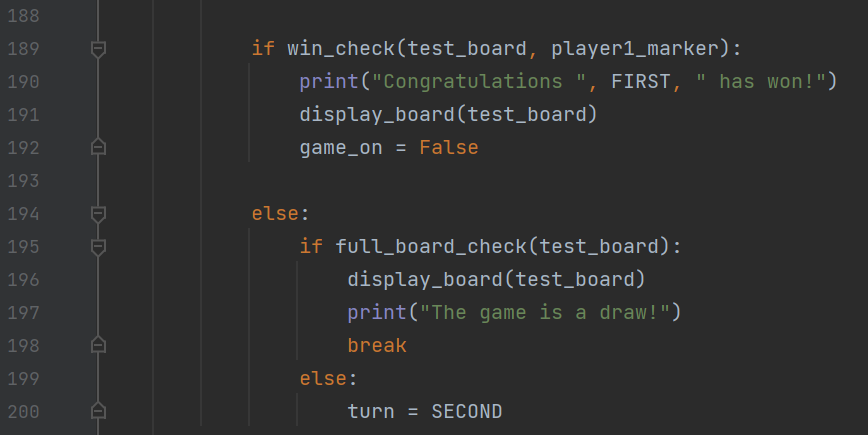 188
189 if win_check(test_board, player1_marker):
190 print("Congratulations ", FIRST, " has won!")
191 display_board(test_board)
192 game_on = False
193
194 else:
195 if full_board_check(test_board):
196 display_board(test_board)
197 print("The game is a draw!")
198 break
199 else:
200 turn = SECOND